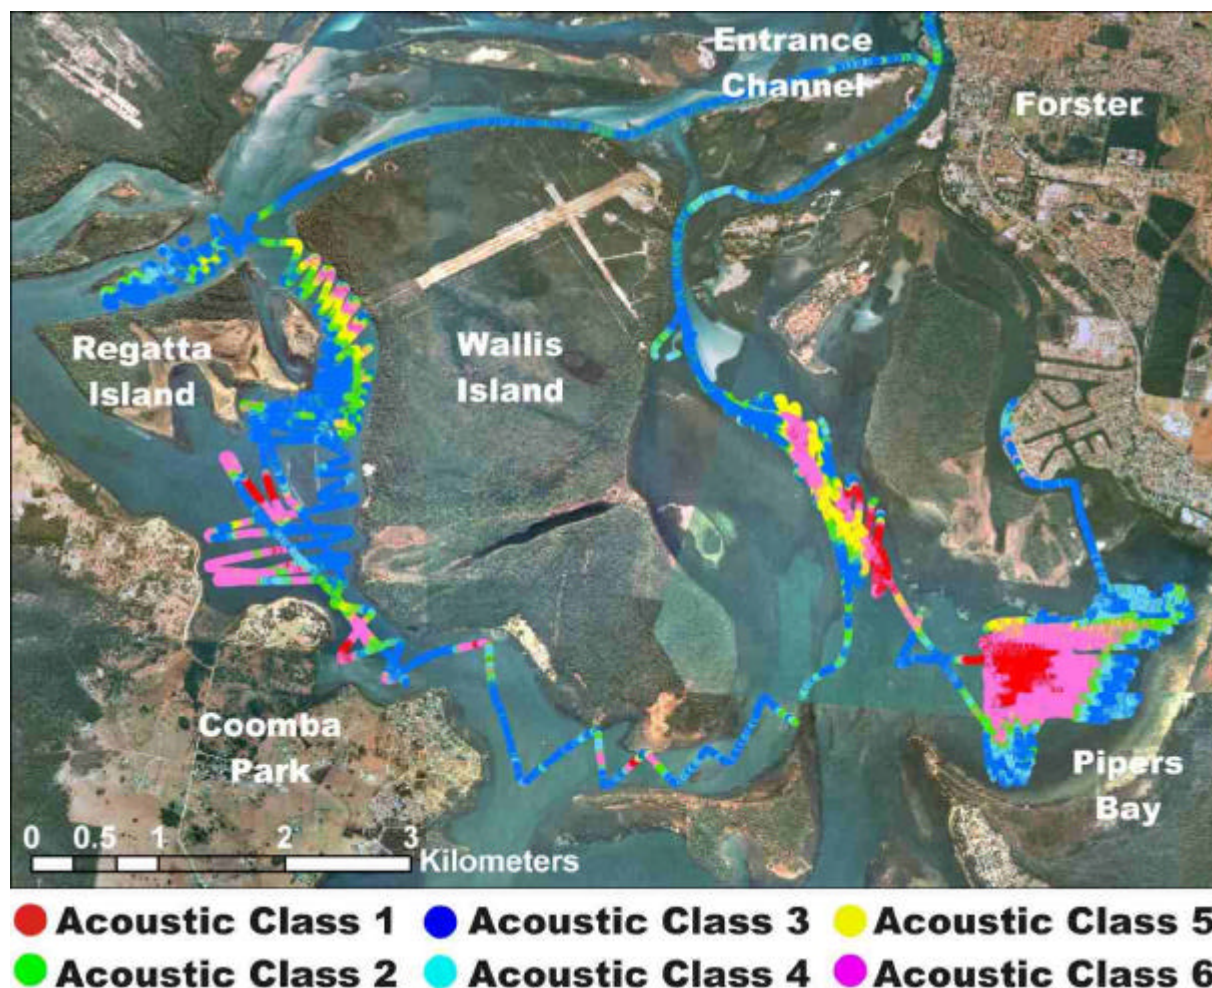 Entrance
Channel
Forster
Regatta
Island
Wallis
Island
Coomba
Park
Pipers
Bay
0 0.5 1 2 3
Kilometers
Acoustic Class 1 Acoustic Class 3 Acoustic Class 5
Acoustic Class 2 Acoustic Class 4 Acoustic Class 6